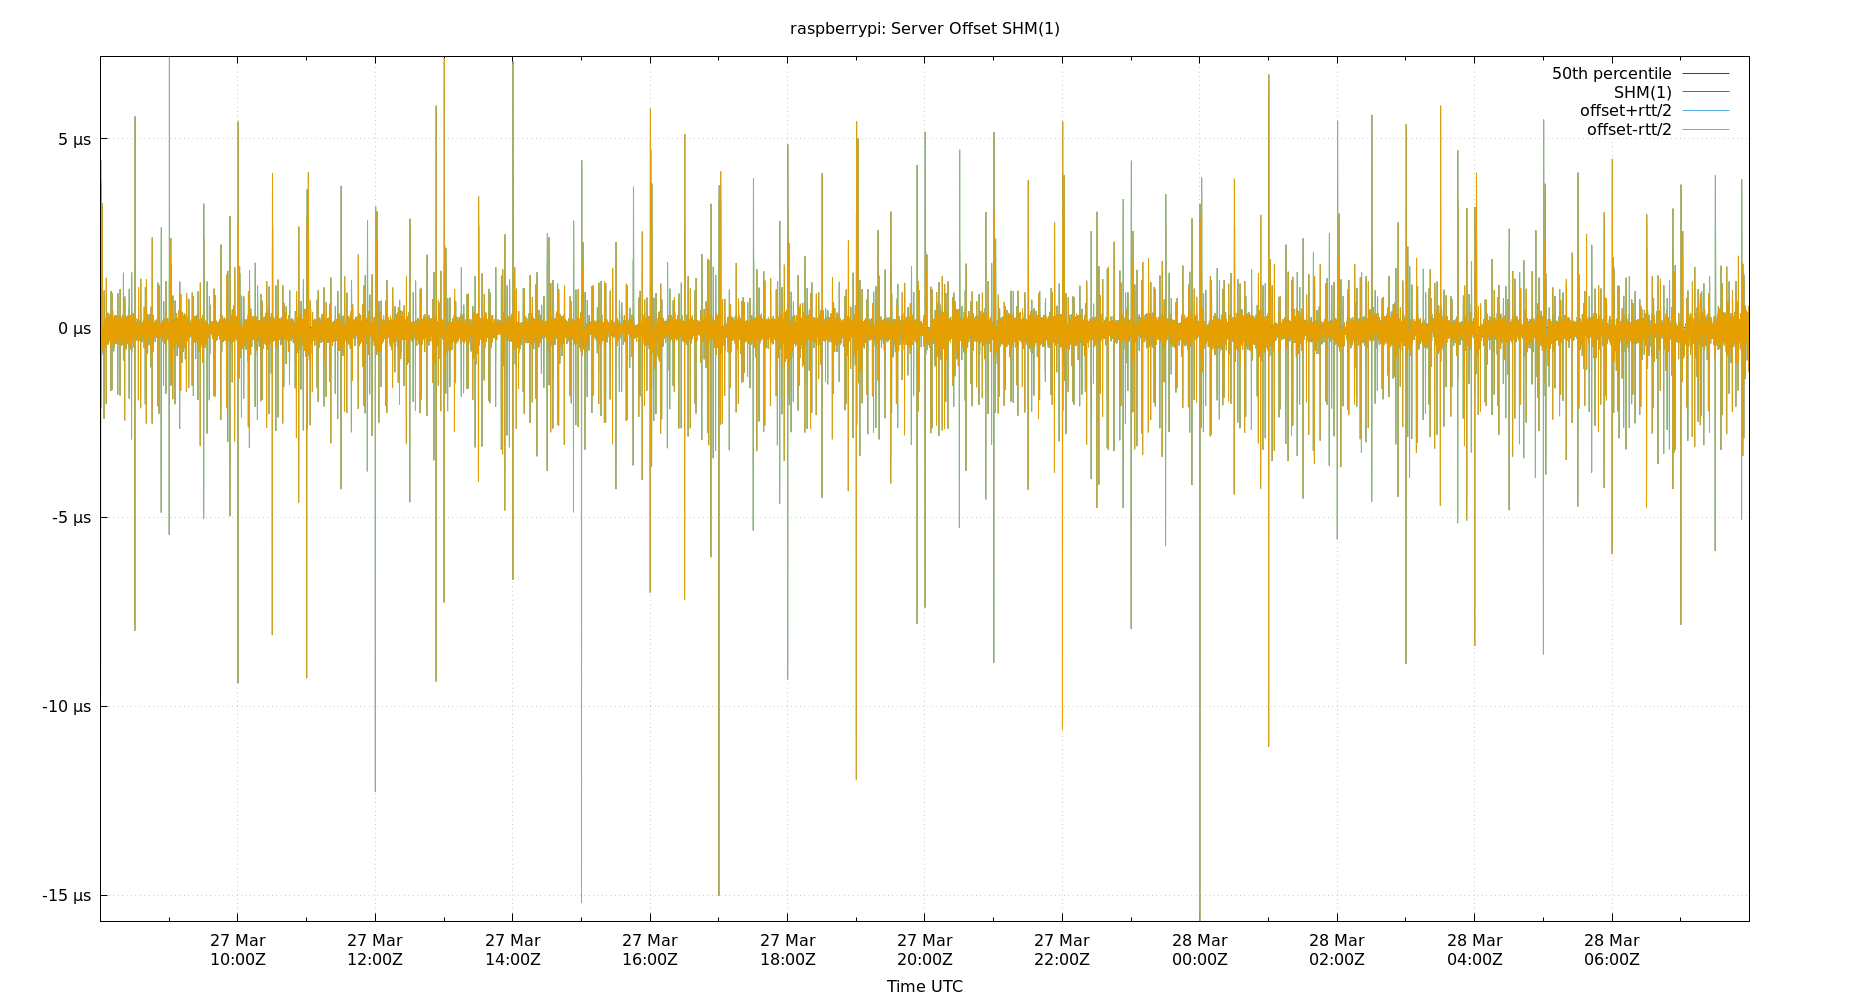 raspberrypi: Server Offset SHM(1)
50th percentile
SHM(1)
offset+rtt/2
offset-rtt/2
5 µs
0 µs
-5 µs
-10 µs
-15 µs
27 Mar 27 Mar 27 Mar 27 Mar 27 Mar 27 Mar 27 Mar 28 Mar 28 Mar 28 Mar 28 Mar
10:00Z 12:00Z 14:00Z 16:00Z 18:00Z 20:00Z 22:00Z 00:00Z 02:00Z 04:00Z 06:00Z
Time UTC